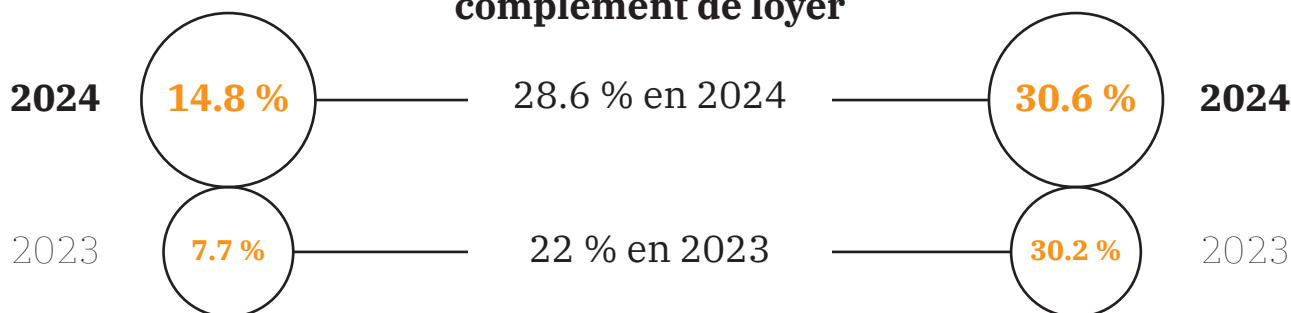 complément de loyer
2024 14.8 % 28.6 % en 2024 30.6 % 2024
2023 7.7 % 22 % en 2023 30.2 % 2023